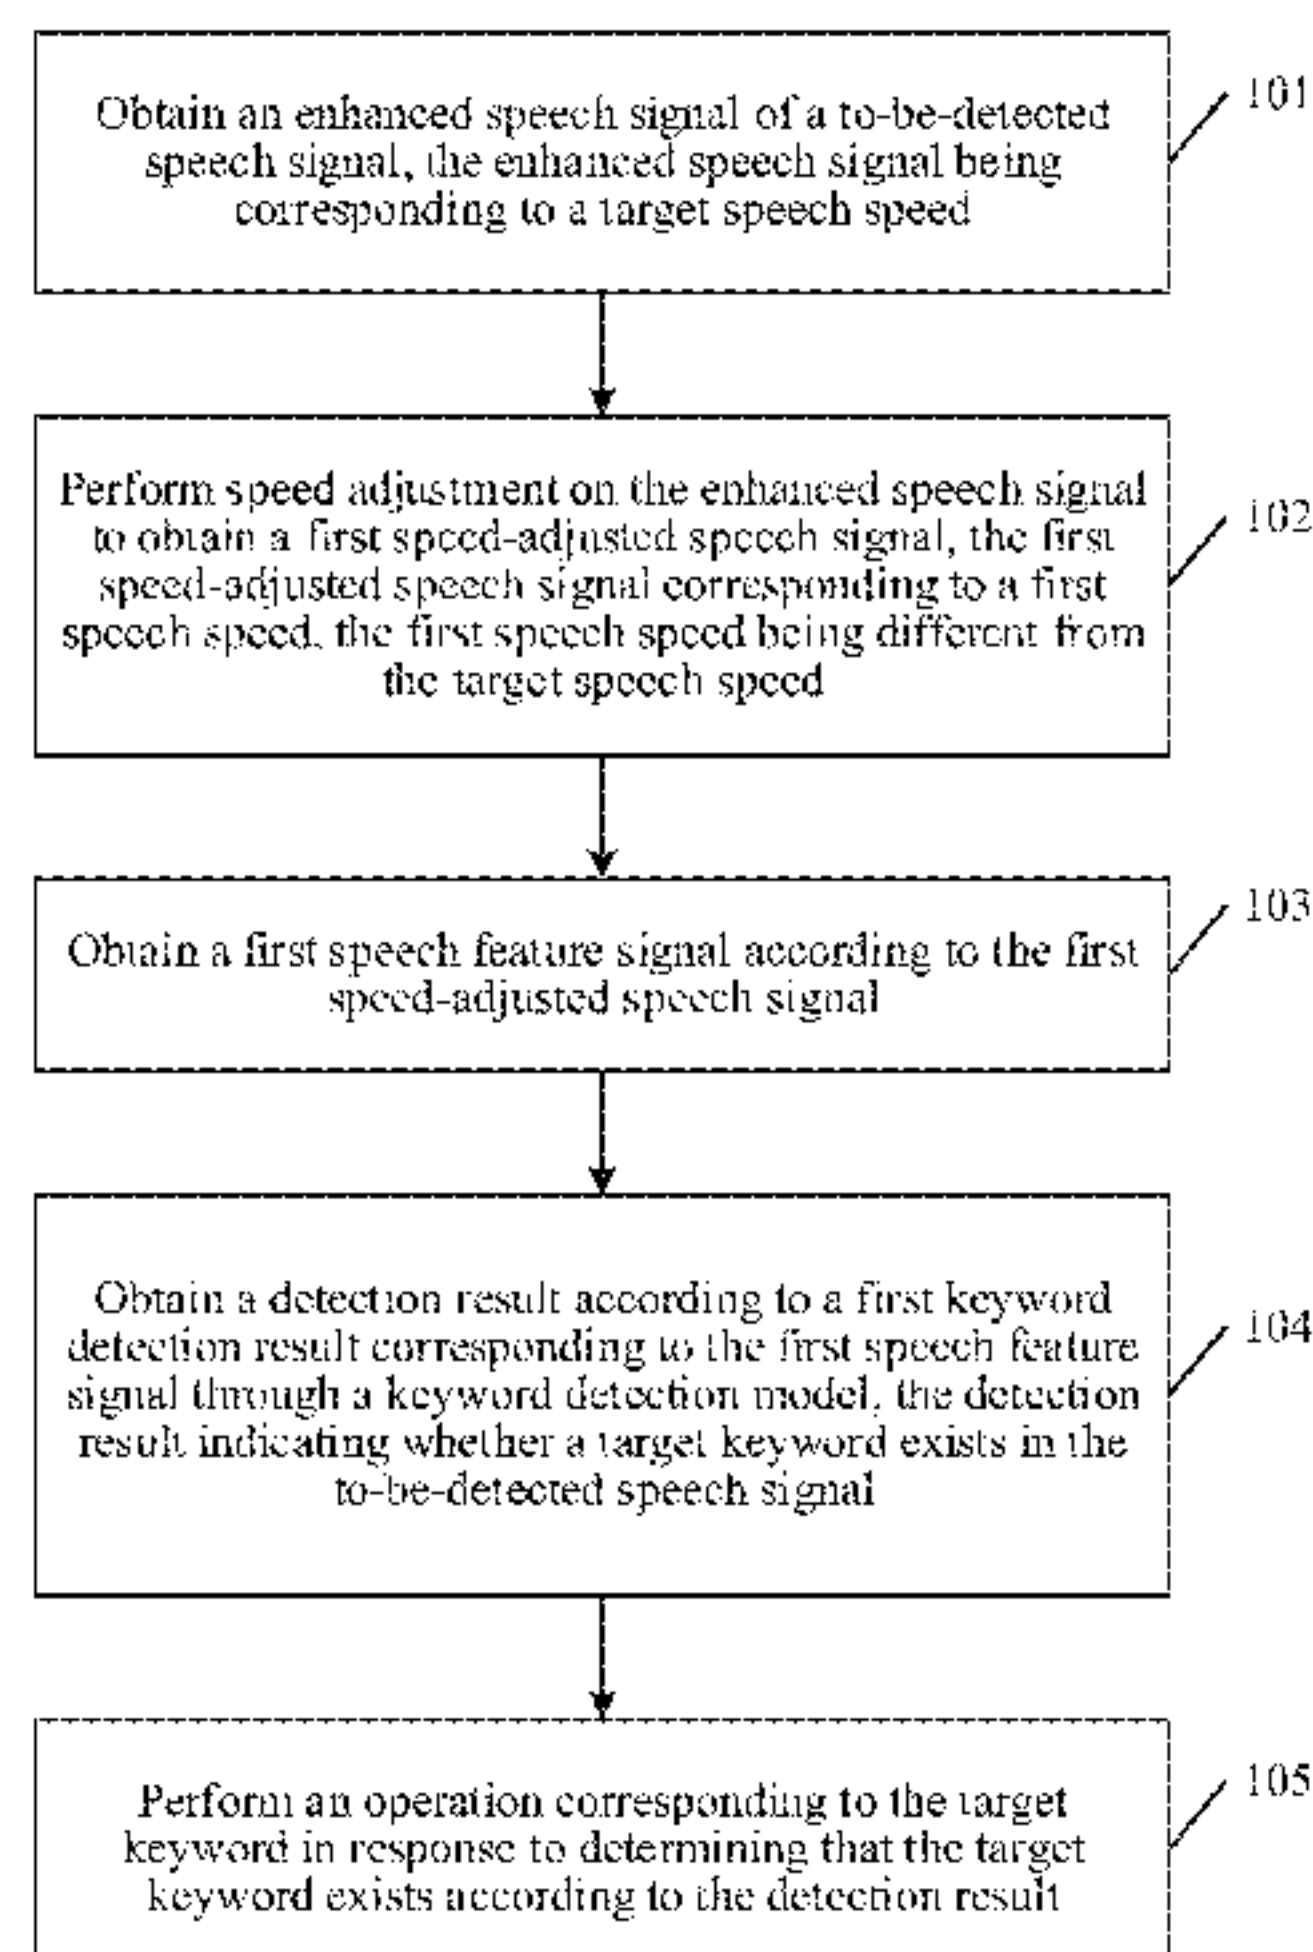 Obtain an enhanced speech signal of a to-be-detected
speech signal, the enhanced speech signal being
corresponding to a target speech speed
101
Perform speed adjustment on the enhanced speech signal
to obtain a first speed-adjusted speech signal, the first
speed-adjusted speech signal corresponding to a first
speech speed, the first speech speed being different from
the target speech speed
102
Obtain a first speech feature signal according to the first
speed-adjusted speech signal
103
Obtain a detection result according to a first keyword
detection result corresponding to the first speech feature
signal through a keyword detection model, the detection
result indicating whether a target keyword exists in the
to-be-detected speech signal
104
Perform an operation corresponding to the target
keyword in response to determining that the target
keyword exists according to the detection result
105